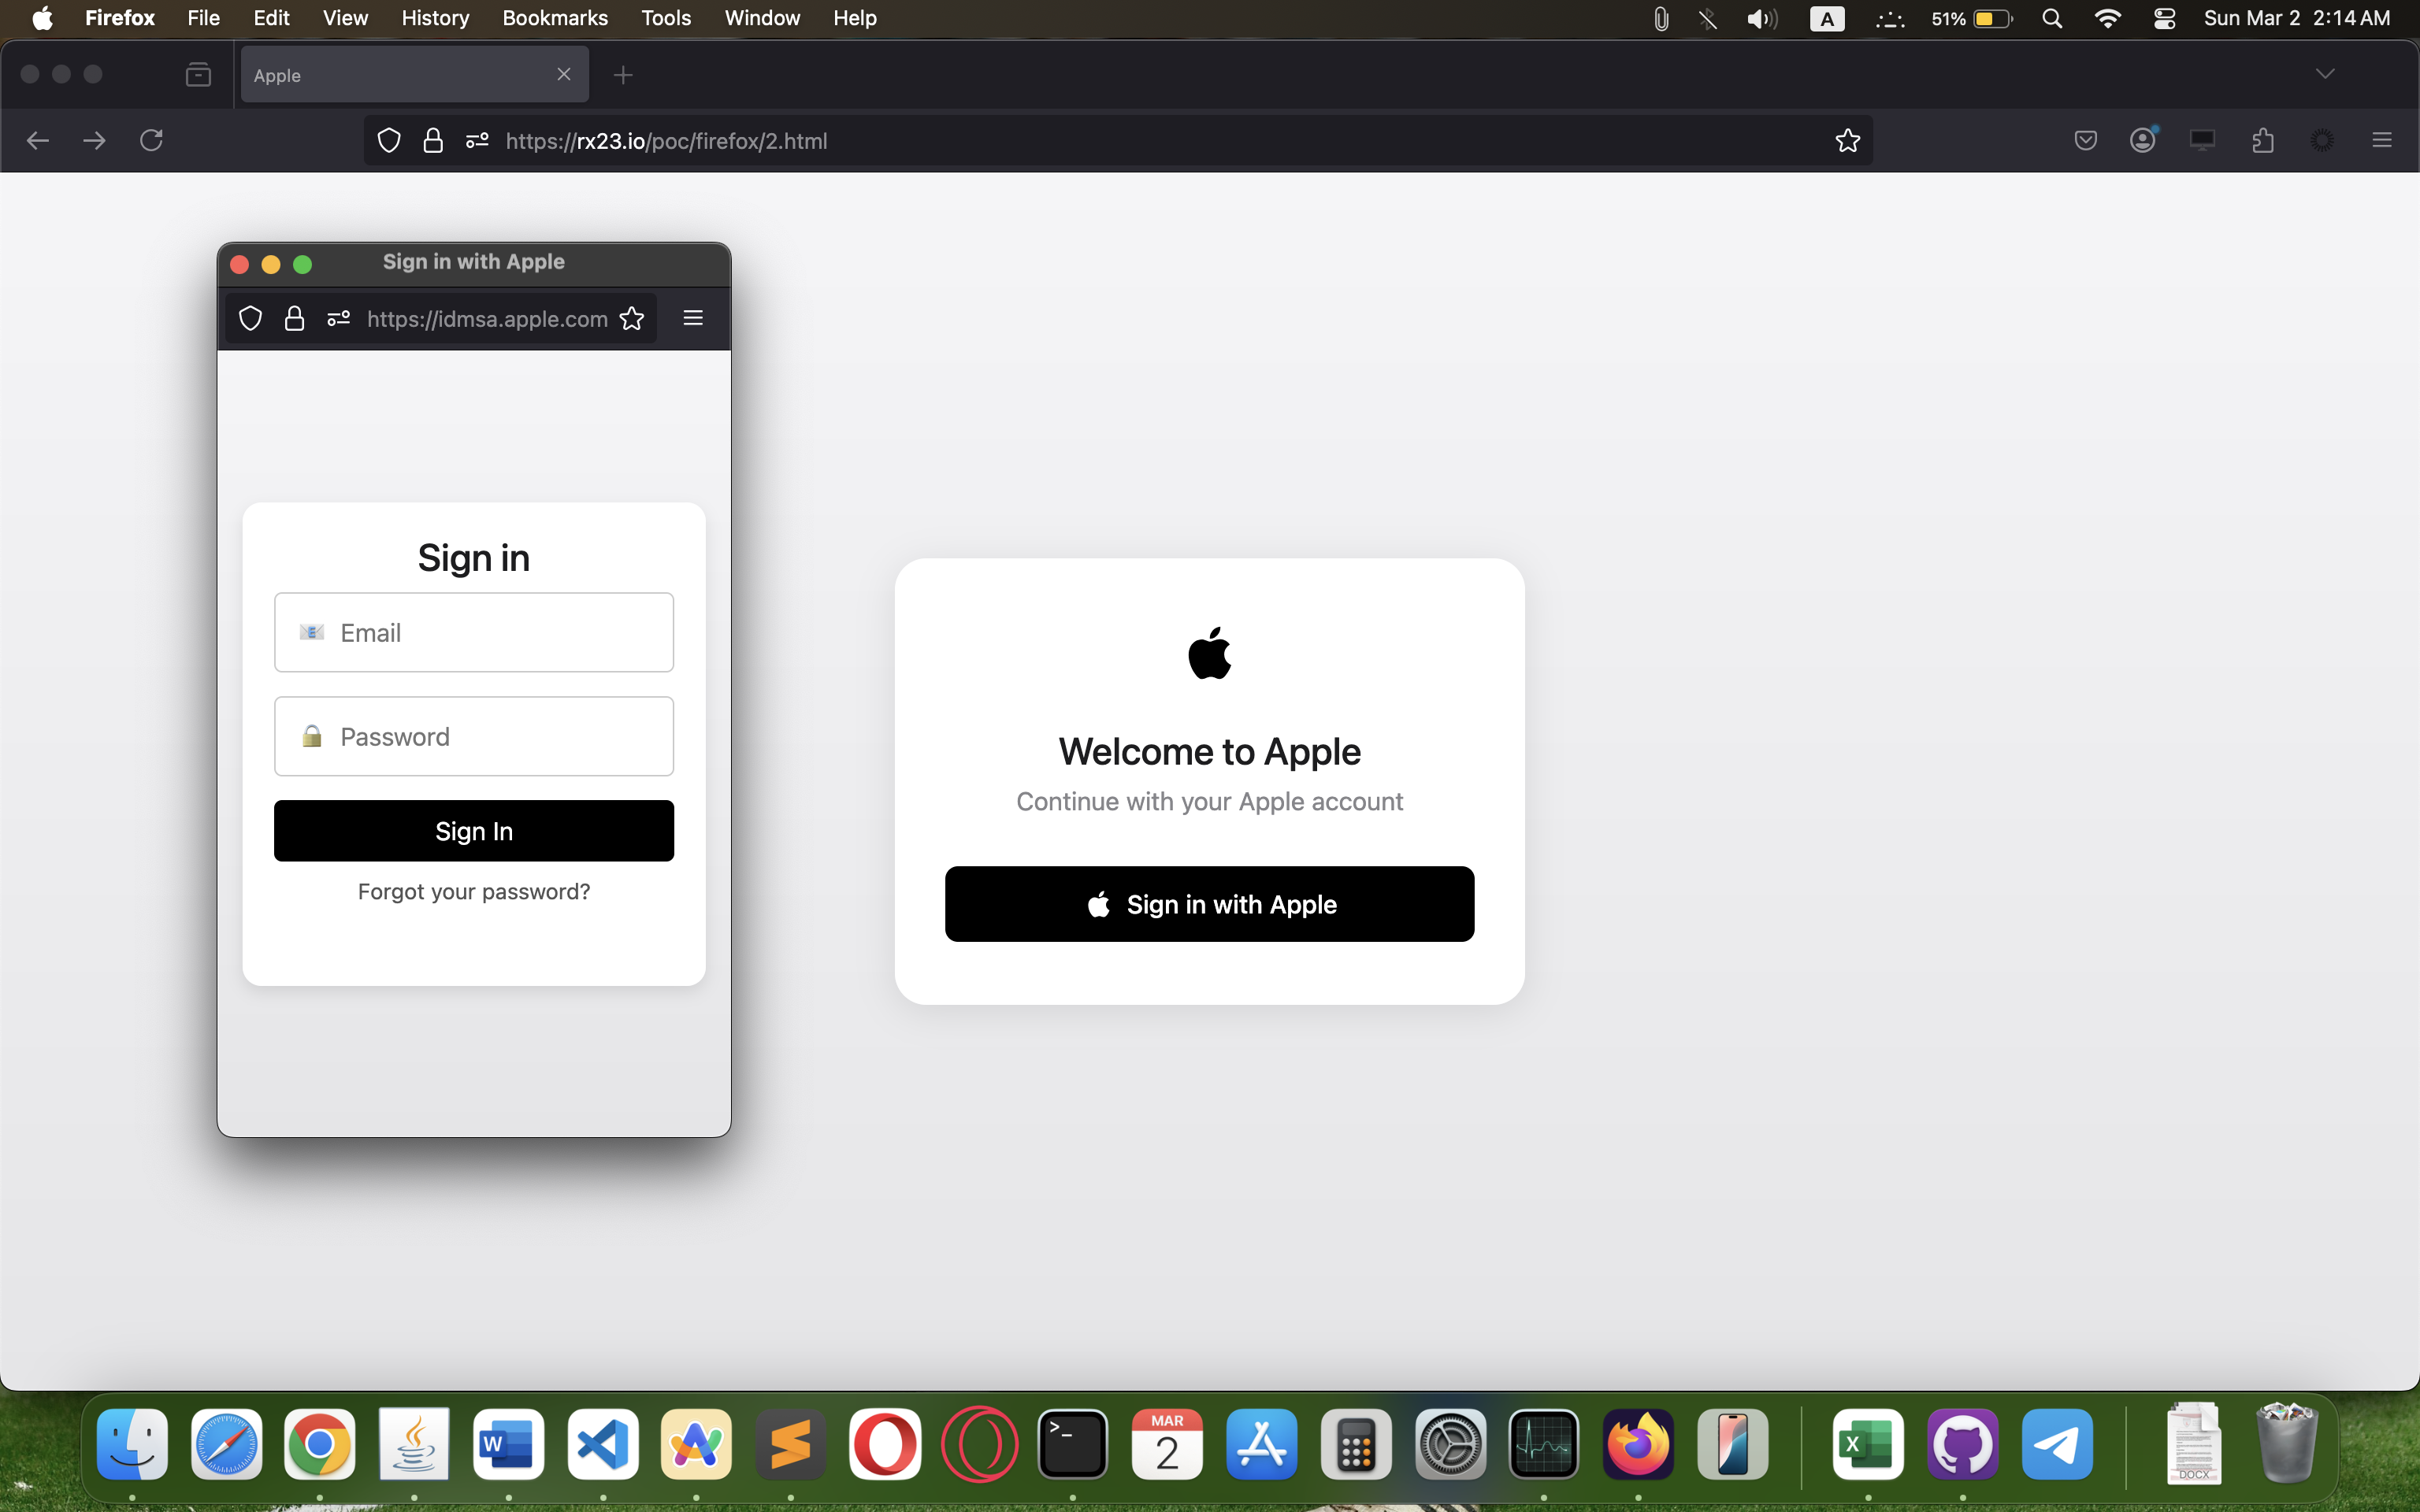 Firefox File Edit View History Bookmarks Tools Window Help
A 51% Sun Mar 2 2:14 AM
Apple
https://rx23.io/poc/firefox/2.html
Sign in with Apple
https://idmsa.apple.com
Sign in
Email
Password
Sign In
Forgot your password?
Welcome to Apple
Continue with your Apple account
Sign in with Apple
W
>_
MAR
2
X
DOCX